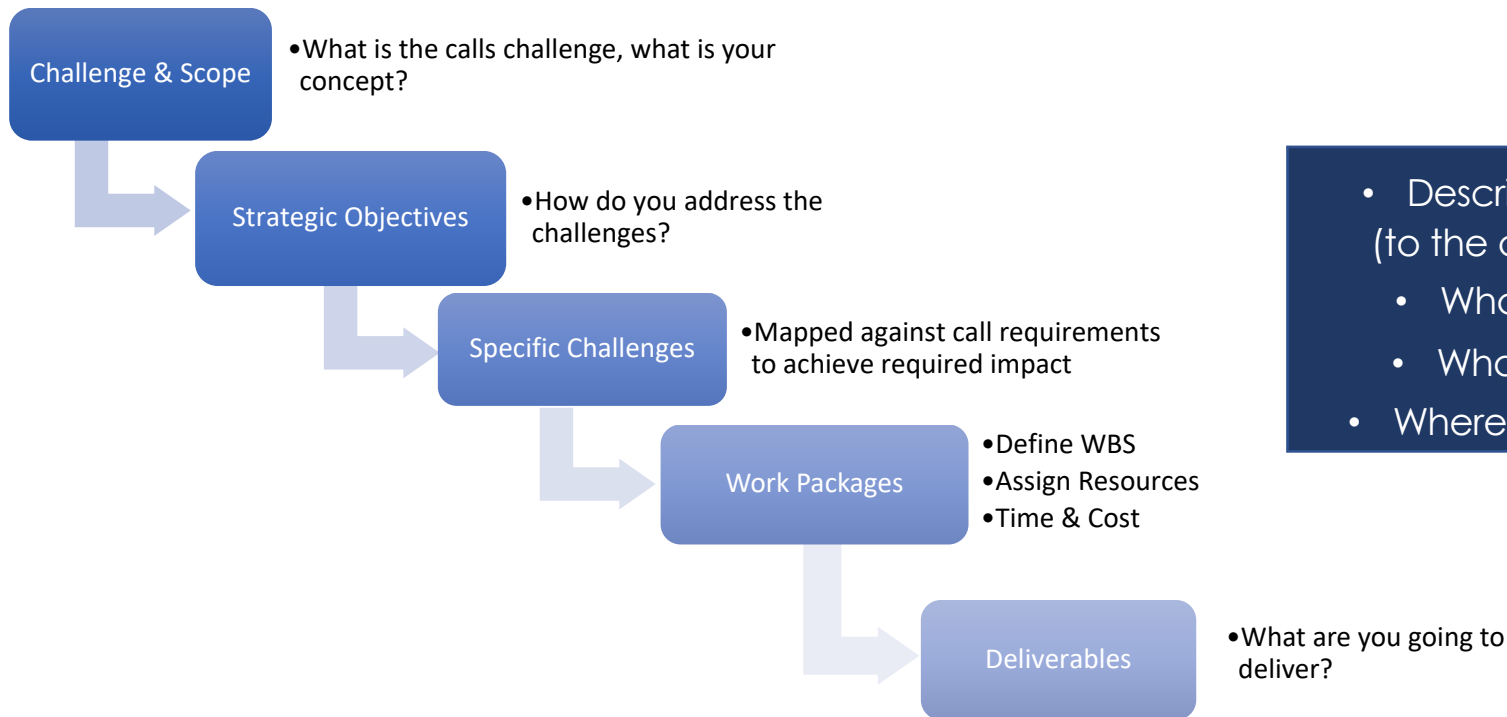 Challenge & Scope
•What is the calls challenge, what is your
concept?
Strategic Objectives
•How do you address the
challenges?
Specific Challenges
•Mapped against call requirements
to achieve required impact
Work Packages
•Define WBS
•Assign Resources
•Time & Cost
Deliverables
•What are you going to
deliver?
•
(to the
•
•
• Where